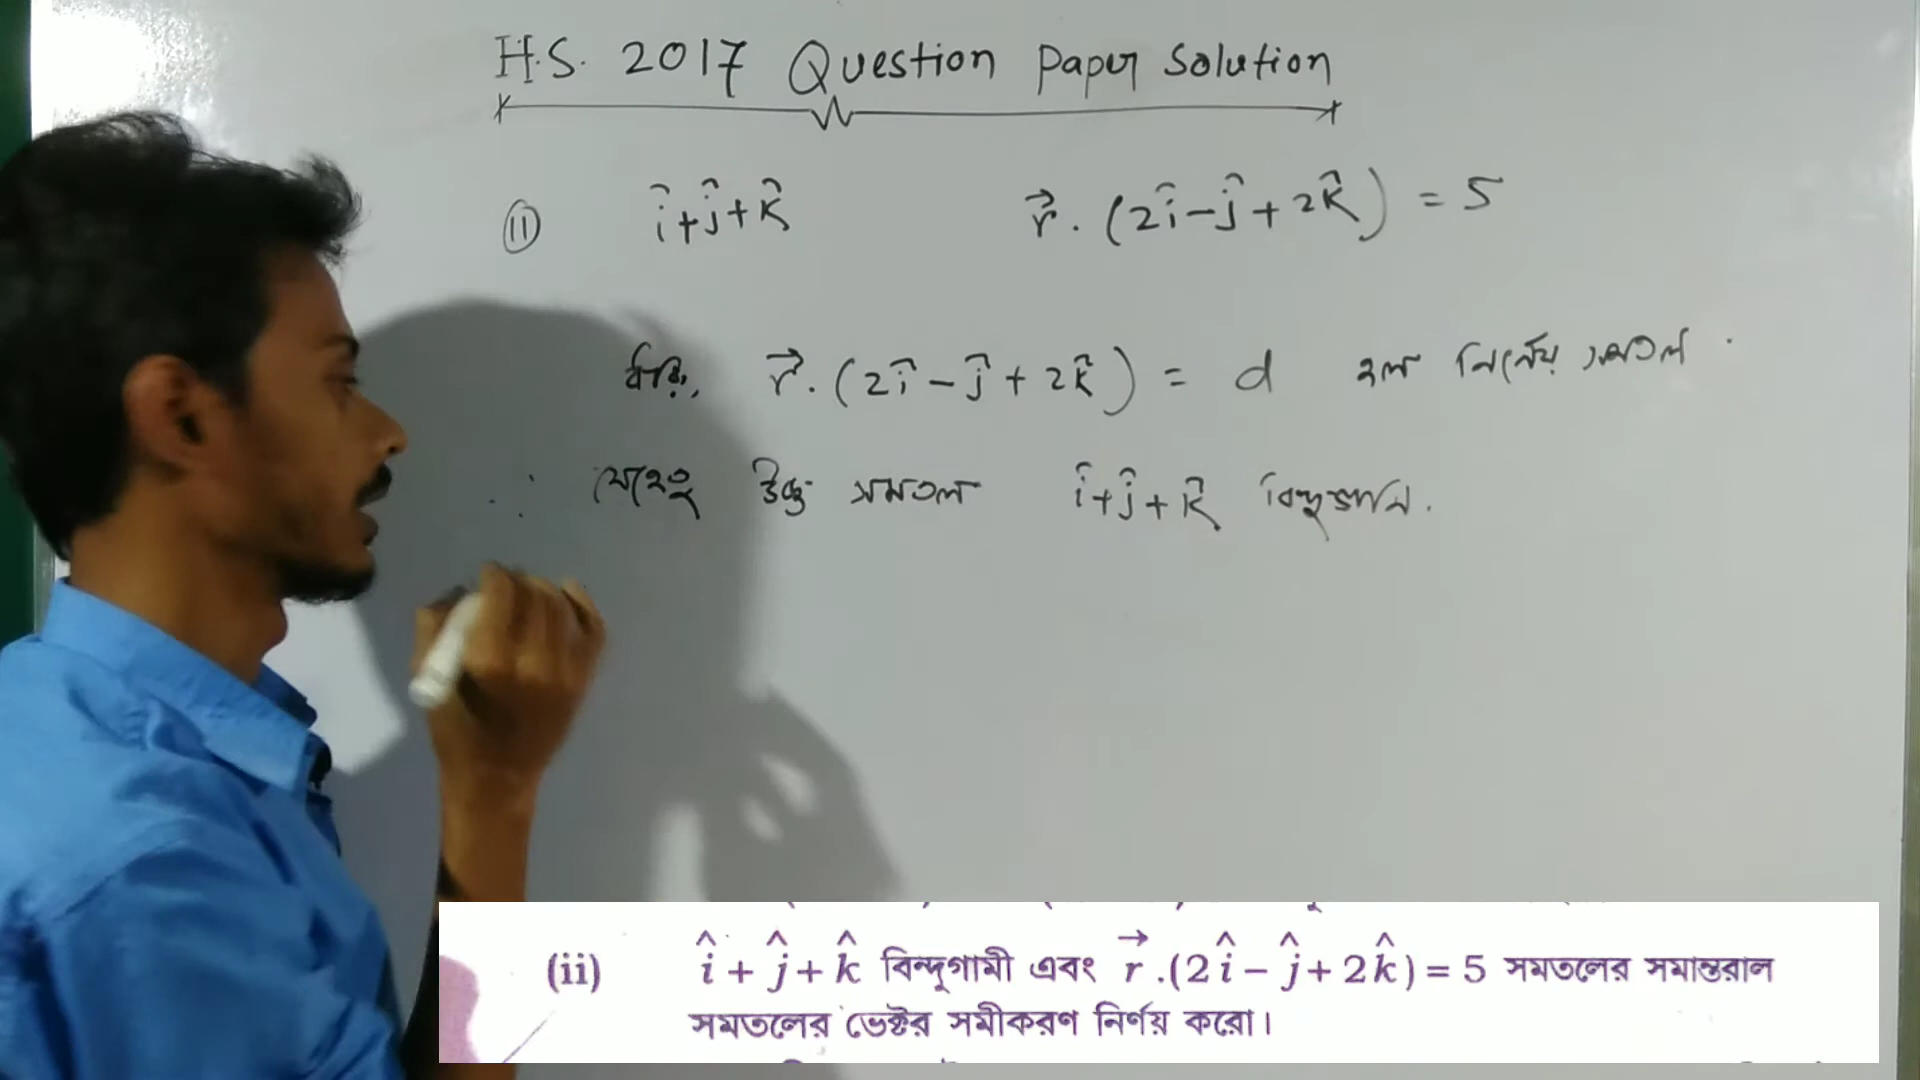 H.S. 2017 Question Paper Solution
(ii) î+ĵ+k̂ r⃗.(2î-ĵ+2k̂) = 5
ধরি, r⃗.(2î-ĵ+2k̂) = d হল নির্নেয় সমতল.
∴ যেহেতু উক্ত সমতল î+ĵ+k̂ বিন্দুগামি.
(ii) î+ĵ+k̂ বিন্দুগামী এবং r⃗.(2î-ĵ+2k̂)=5 সমতলের সমান্তরাল
সমতলের ভেক্টর সমীকরণ নির্ণয় করো।